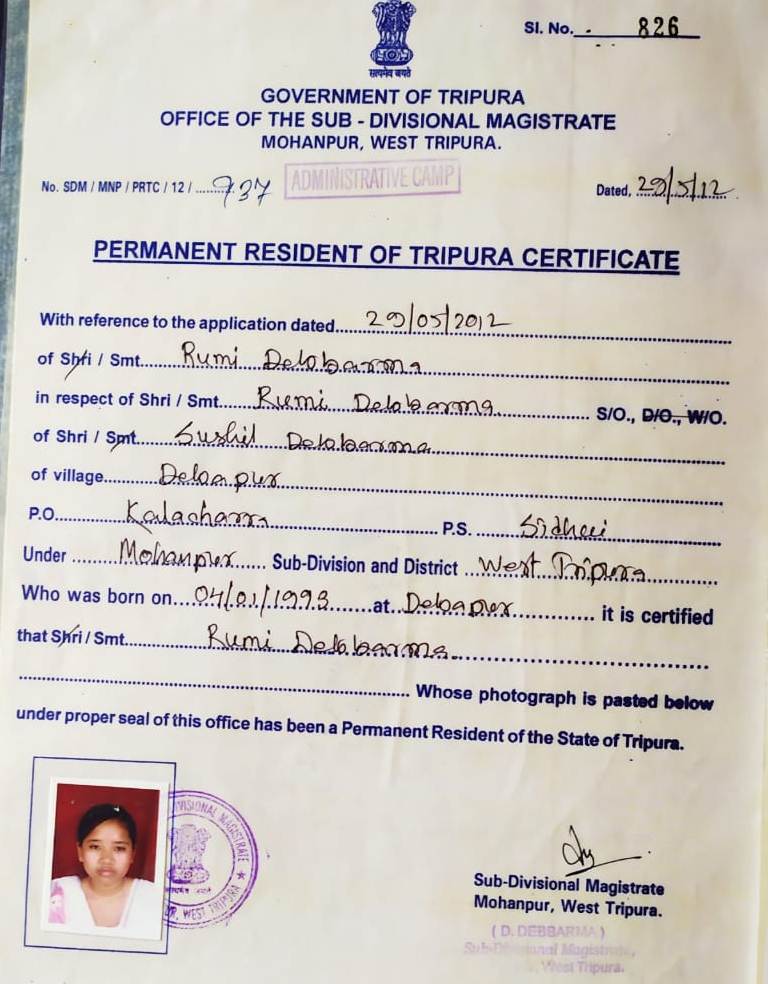 Sl. No. 826
सत्यमेव जयते
GOVERNMENT OF TRIPURA
OFFICE OF THE SUB - DIVISIONAL MAGISTRATE
MOHANPUR, WEST TRIPURA.
No. SDM / MNP / PRTC / 12 / ........937 ADMINISTRATIVE CAMP Dated, 29/5/12
PERMANENT RESIDENT OF TRIPURA CERTIFICATE
With reference to the application dated.....29/05/2012
of Shri / Smt......Rumi Debbarma
in respect of Shri / Smt......Rumi Debbarma............... S/O., D/O., W/O.
of Shri / Smt......Sushil Debbarma
of village.........Debapur
P.O..........Kalacharra............... P.S. .........Sidhai
Under .........Mohanpur...... Sub-Division and District ...West Tripura
Who was born on....04/01/1993.......at..Debapur............ it is certified
that Shri / Smt.........Rumi Debbarma
............... Whose photograph is pasted below
under proper seal of this office has been a Permanent Resident of the State of Tripura.
DIVISIONAL MAGISTRATE ★
सत्यमेव जयते
R, WEST TRIPURA
Sub-Divisional Magistrate
Mohanpur, West Tripura.
( D. DEBBARMA )
Sub-Divisional Magistrate,
West Tripura.